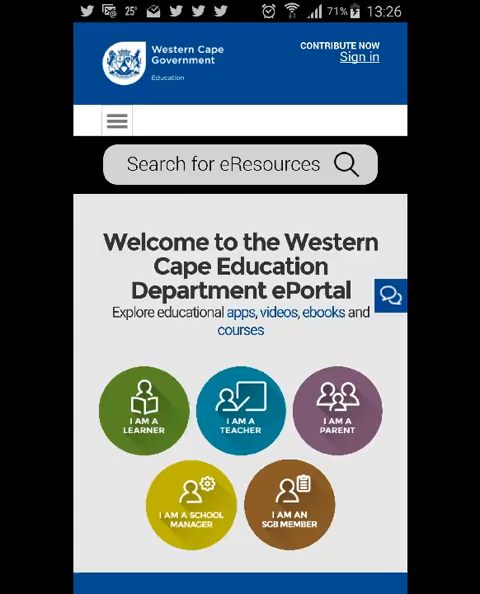 25° 71% 13:26
Western Cape
Government
Education
CONTRIBUTE NOW
Sign in
Search for eResources
Welcome to the Western
Cape Education
Department ePortal
Explore educational apps, videos, ebooks and
courses
I AM A
LEARNER
I AM A
TEACHER
I AM A
PARENT
I AM A SCHOOL
MANAGER
I AM AN
SGB MEMBER